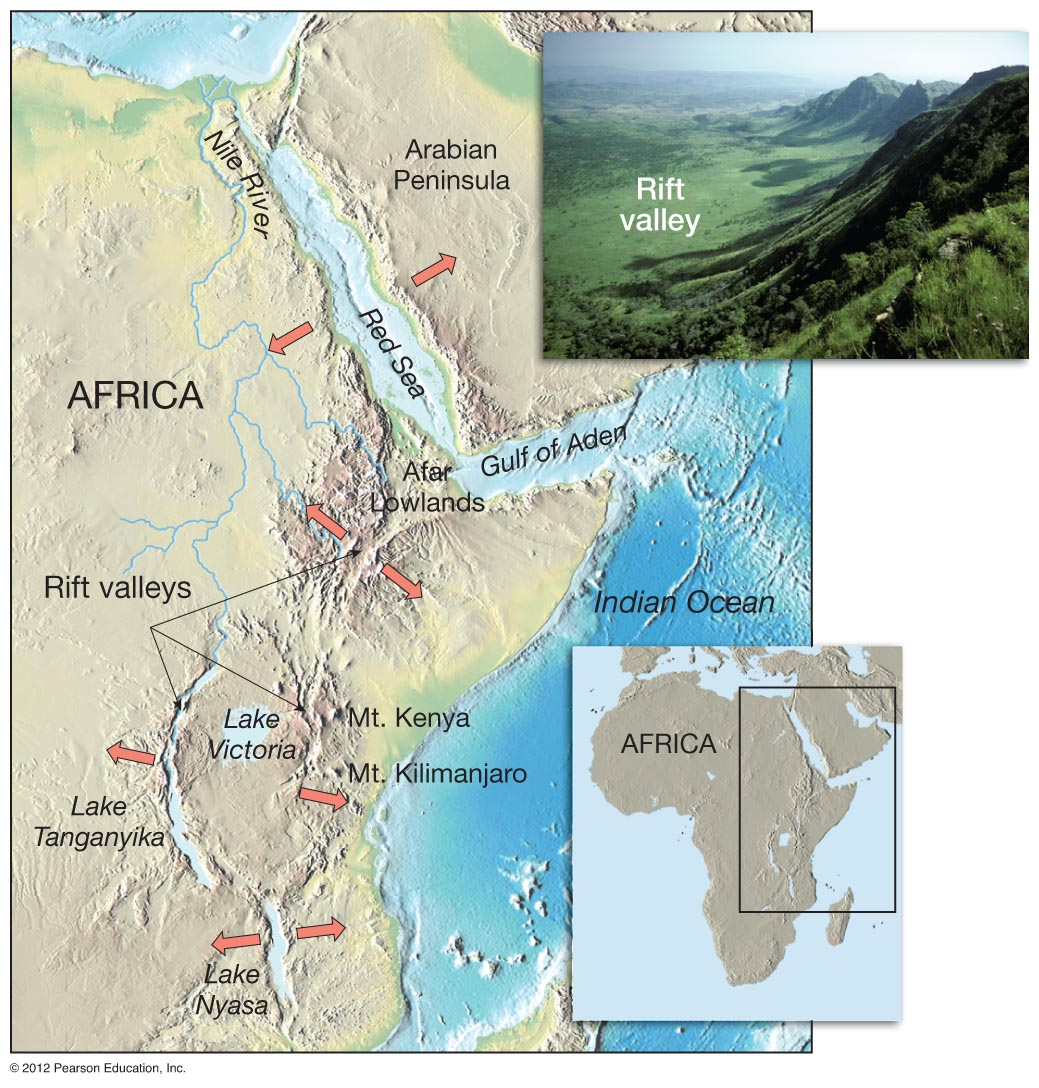 Nile River
Arabian
Peninsula
Rift
valley
Red Sea
AFRICA
Gulf of Aden
Afar
Lowlands
Rift valleys
Indian Ocean
Lake
Victoria
Mt. Kenya
AFRICA
Mt. Kilimanjaro
Lake
Tanganyika
Lake
Nyasa
© 2012 Pearson Education, Inc.